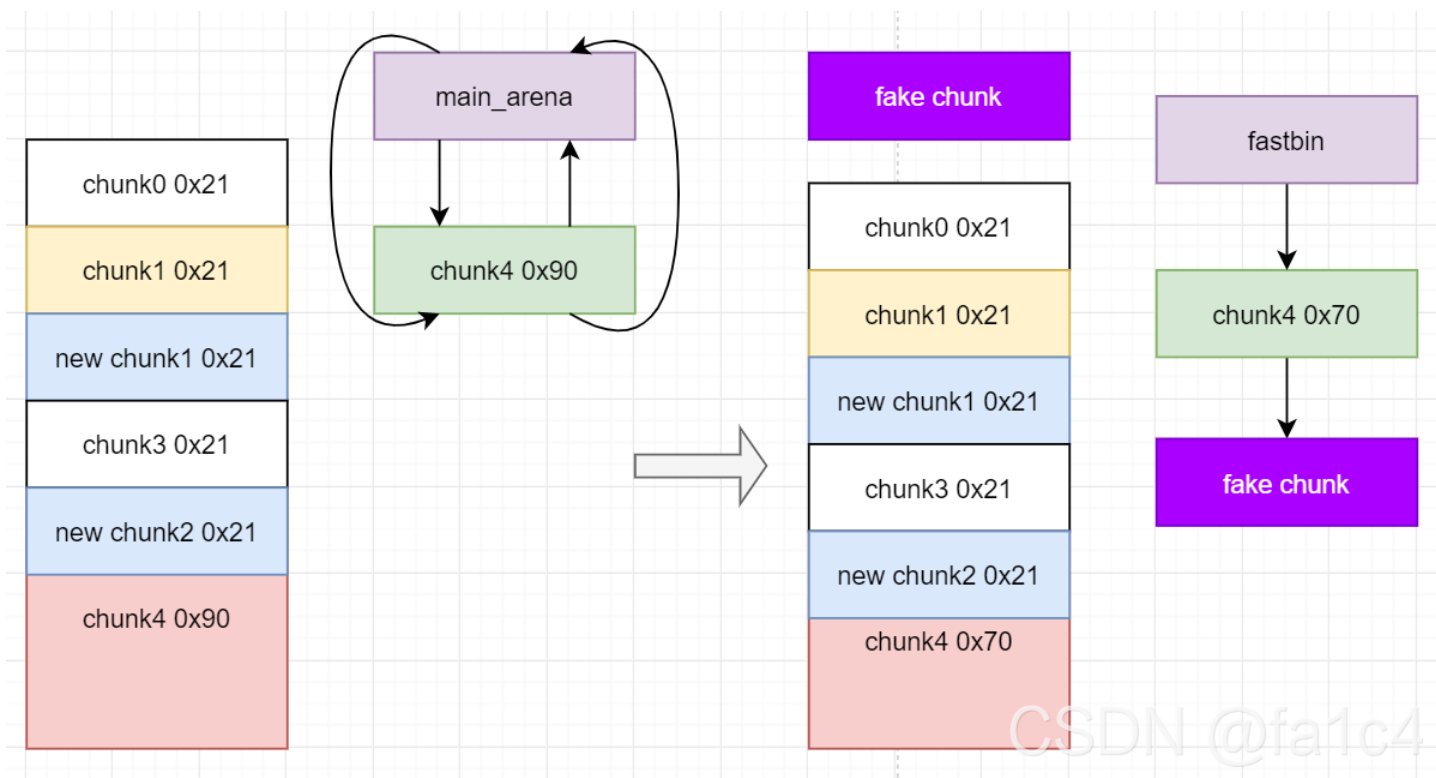 main_arena
chunk4 0x90
chunk0 0x21
chunk1 0x21
new chunk1 0x21
chunk3 0x21
new chunk2 0x21
chunk4 0x90
fake chunk
chunk0 0x21
chunk1 0x21
new chunk1 0x21
chunk3 0x21
new chunk2 0x21
chunk4 0x70
fastbin
chunk4 0x70
fake chunk
CSDN @fa1c4